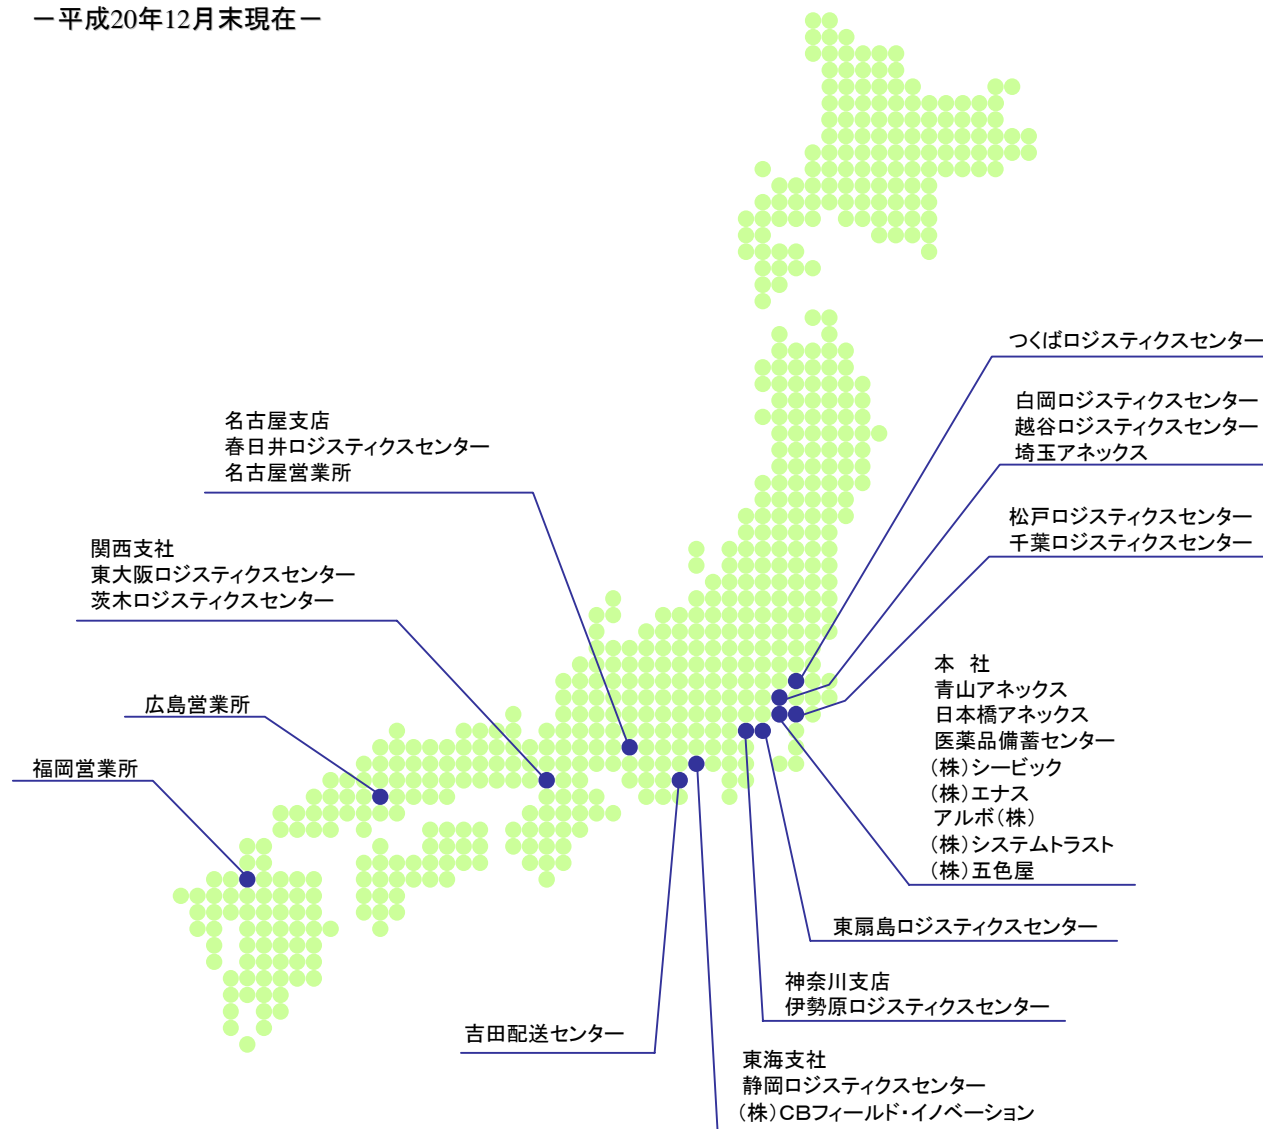 －平成20年12月末現在－
つくばロジスティクスセンター
白岡ロジスティクスセンター
越谷ロジスティクスセンター
埼玉アネックス
名古屋支店
春日井ロジスティクスセンター
名古屋営業所
松戸ロジスティクスセンター
千葉ロジスティクスセンター
関西支社
東大阪ロジスティクスセンター
茨木ロジスティクスセンター
本　社
青山アネックス
日本橋アネックス
医薬品備蓄センター
（株）シービック
（株）エナス
アルボ（株）
（株）システムトラスト
（株）五色屋
広島営業所
福岡営業所
東扇島ロジスティクスセンター
神奈川支店
伊勢原ロジスティクスセンター
吉田配送センター
東海支社
静岡ロジスティクスセンター
（株）CBフィールド・イノベーション